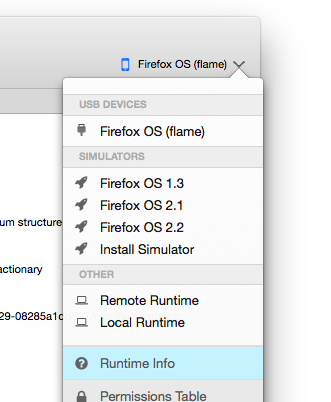 Firefox OS (flame)
USB DEVICES
Firefox OS (flame)
SIMULATORS
Firefox OS 1.3
Firefox OS 2.1
um structure
Firefox OS 2.2
Install Simulator
actionary
OTHER
Remote Runtime
29-08285a1d
Local Runtime
Runtime Info
Permissions Table